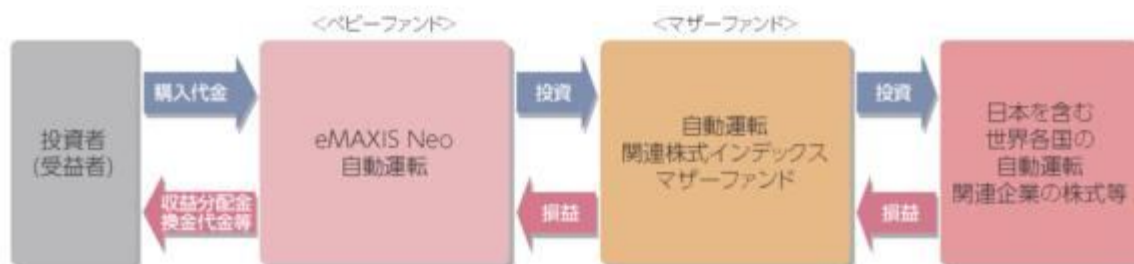 <ベビーファンド>
<マザーファンド>
投資者
(受益者)
購入代金
収益分配金
換金代金等
eMAXIS Neo
自動運転
投資
損益
自動運転
関連株式インデックス
マザーファンド
投資
損益
日本を含む
世界各国の
自動運転
関連企業の株式等